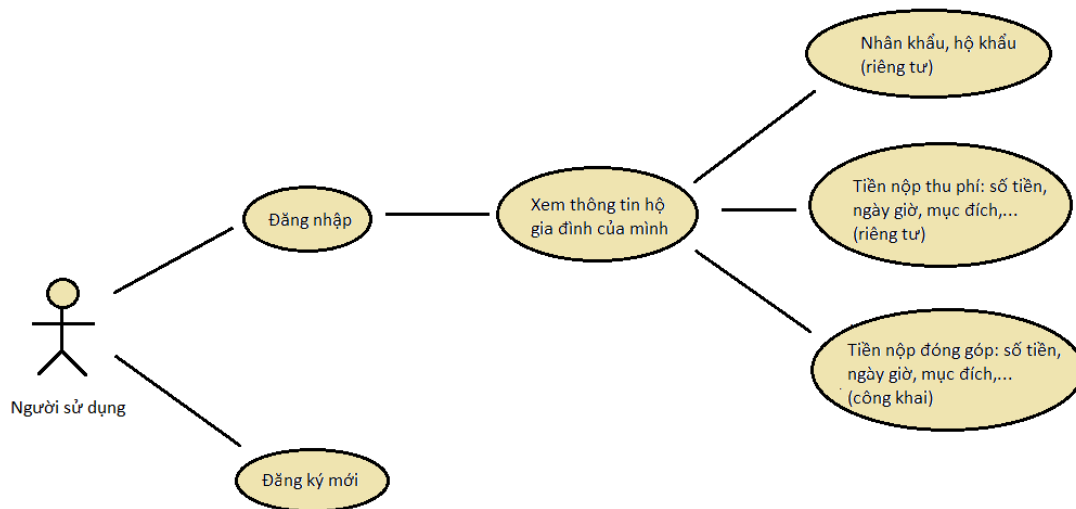 Nhân khẩu, hộ khẩu
(riêng tư)
Tiền nộp thu phí: số tiền,
ngày giờ, mục đích,...
(riêng tư)
Đăng nhập
Xem thông tin hộ
gia đình của mình
Tiền nộp đóng góp: số tiền,
ngày giờ, mục đích,...
(công khai)
Người sử dụng
Đăng ký mới